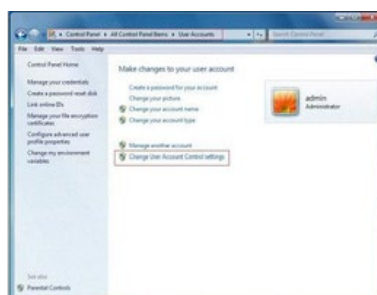 Control Panel ▸ All Control Panel Items ▸ User Accounts
Search Control Panel
File Edit View Tools Help
Control Panel Home
Manage your credentials
Create a password reset disk
Link online IDs
Manage your file encryption
certificates
Configure advanced user
profile properties
Change my environment
variables
See also
Parental Controls
Make changes to your user account
Create a password for your account
Change your picture
Change your account name
Change your account type
Manage another account
Change User Account Control settings
admin
Administrator